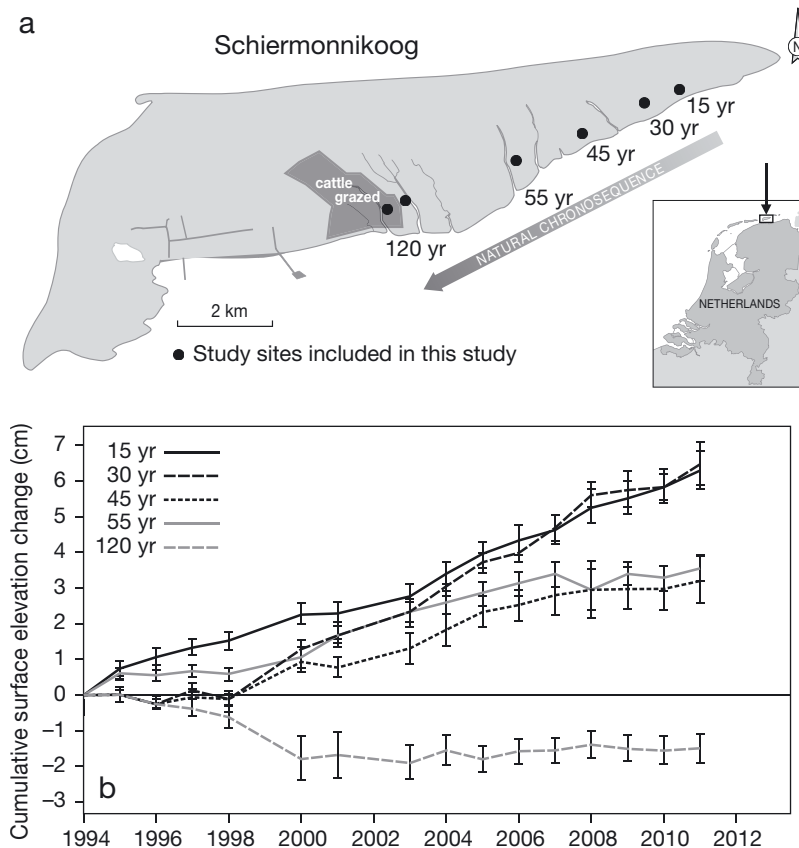 a
Schiermonnikoog
N
15 yr
30 yr
45 yr
55 yr
120 yr
cattle
grazed
NATURAL CHRONOSEQUENCE
NETHERLANDS
2 km
Study sites included in this study
Cumulative surface elevation change (cm)
7
6
5
4
3
2
1
0
−1
−2
−3
15 yr
30 yr
45 yr
55 yr
120 yr
b
1994 1996 1998 2000 2002 2004 2006 2008 2010 2012